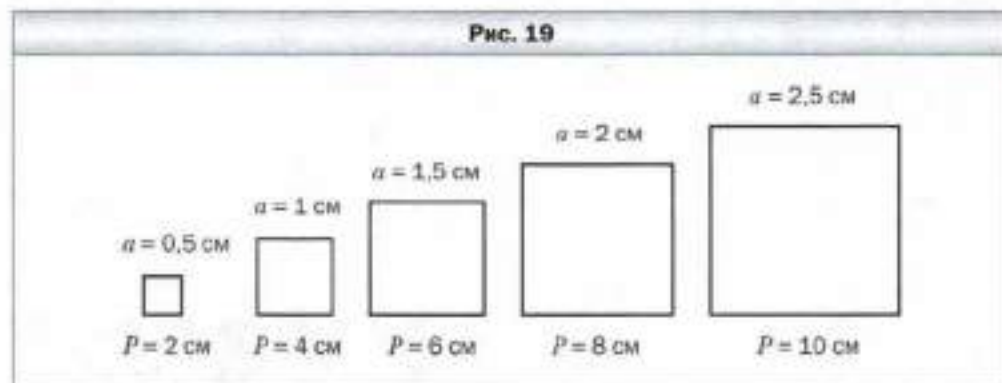 Рис. 19
a = 2,5 см
a = 2 см
a = 1,5 см
a = 1 см
a = 0,5 см
P = 2 см P = 4 см P = 6 см P = 8 см P = 10 см